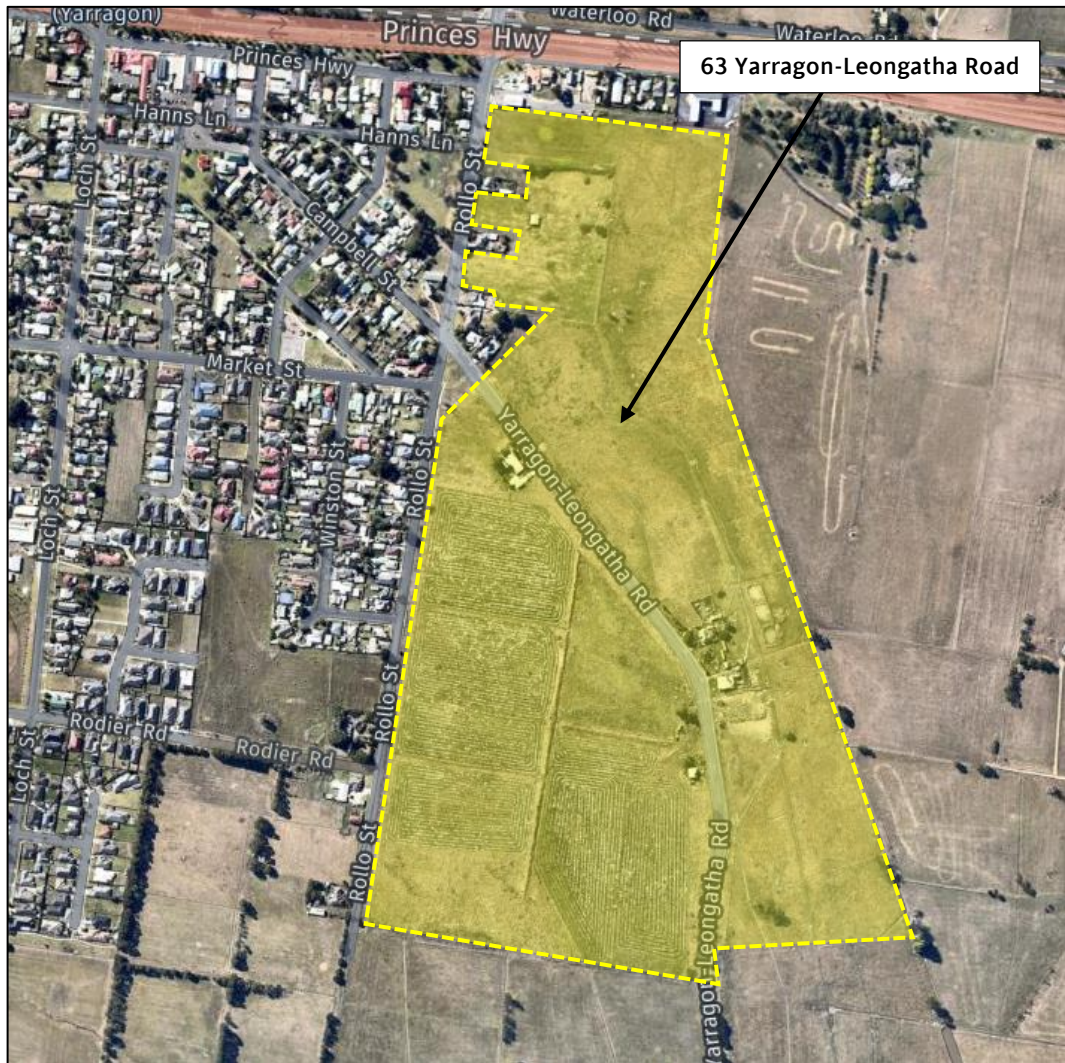 (Yarragon)
Waterloo Rd
Waterloo Rd
Princes Hwy
Princes Hwy
63 Yarragon-Leongatha Road
Hanns Ln
Hanns Ln
Loch St
Rollo St
Campbell St
Market St
Yarragon-Leongatha Rd
Winston St
Rollo St
Loch St
Rodier Rd
Rodier Rd
Rollo St
Loch St
Rollo St
Yarragon-Leongatha Rd